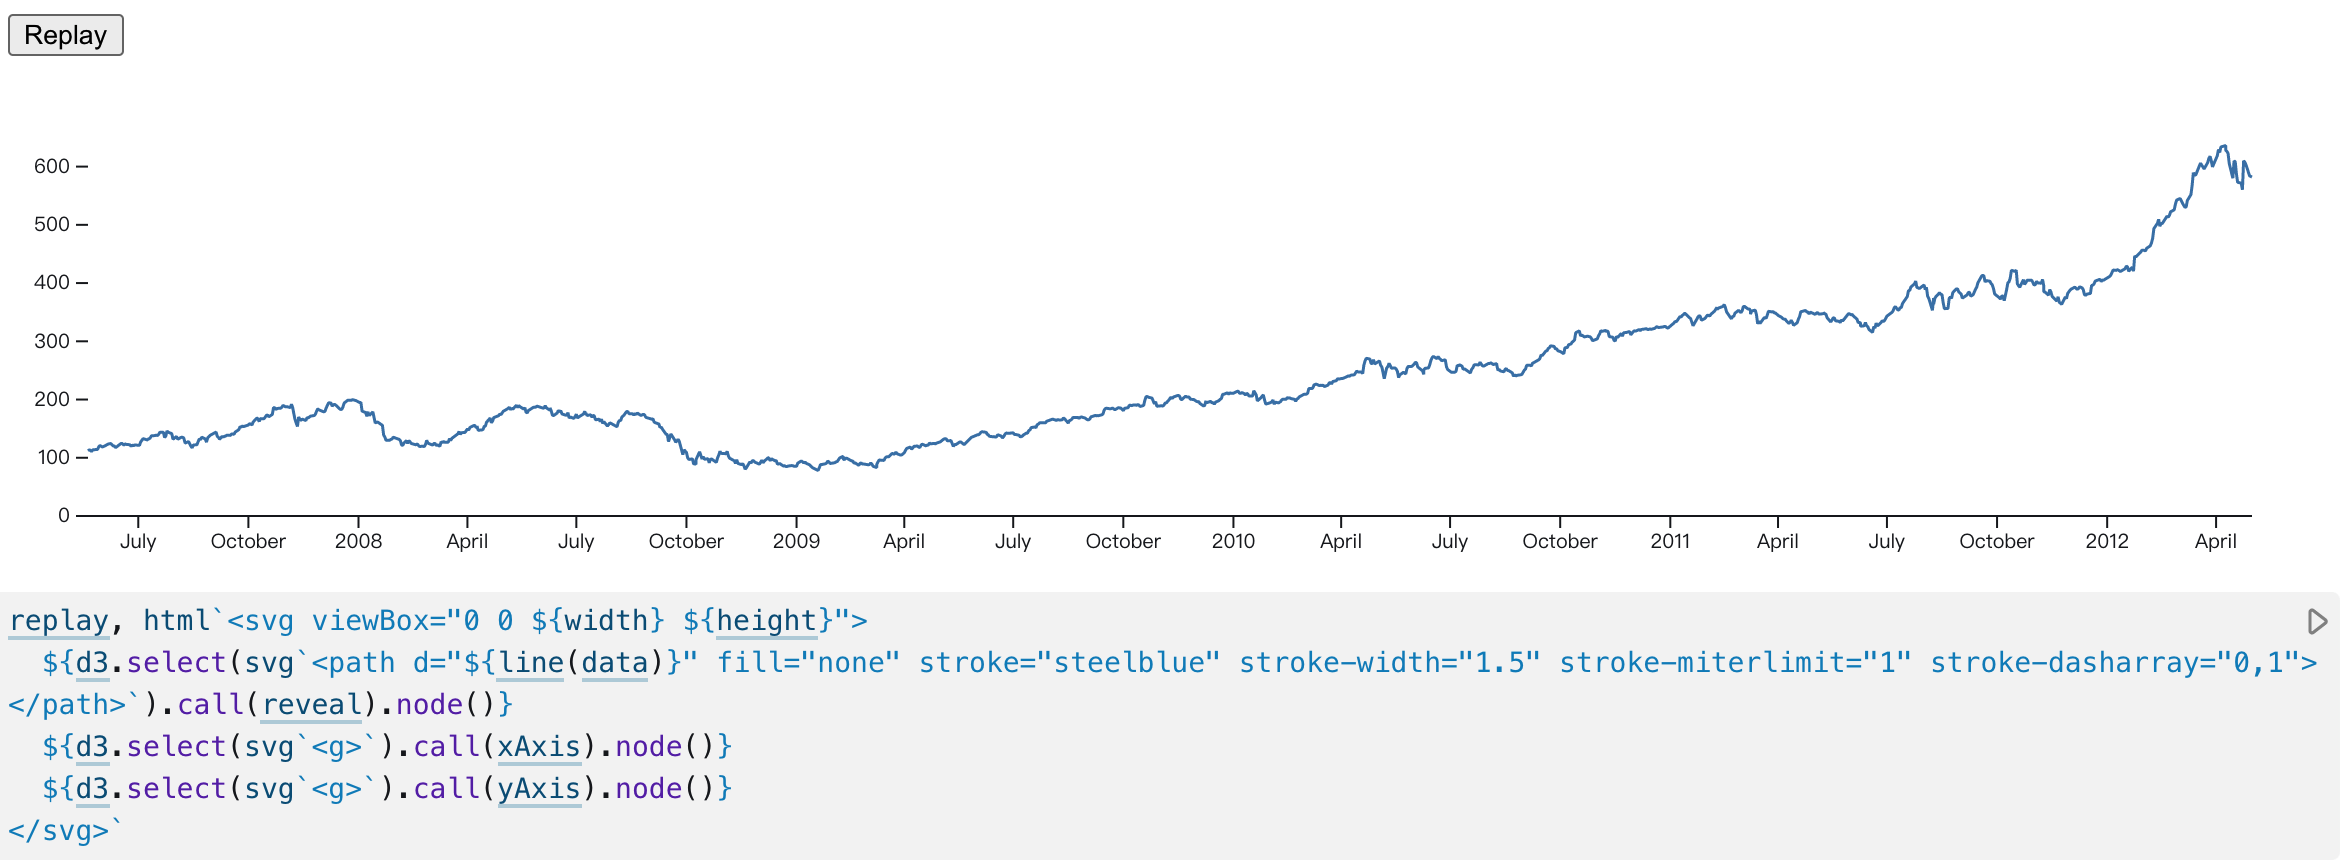 Replay
600
500
400
300
200
100
0
July October 2008 April July October 2009 April July October 2010 April July October 2011 April July October 2012 April
replay, html`<svg viewBox="0 0 ${width} ${height}">
  ${d3.select(svg`<path d="${line(data)}" fill="none" stroke="steelblue" stroke-width="1.5" stroke-miterlimit="1" stroke-dasharray="0,1">
</path>`).call(reveal).node()}
  ${d3.select(svg`<g>`).call(xAxis).node()}
  ${d3.select(svg`<g>`).call(yAxis).node()}
</svg>`